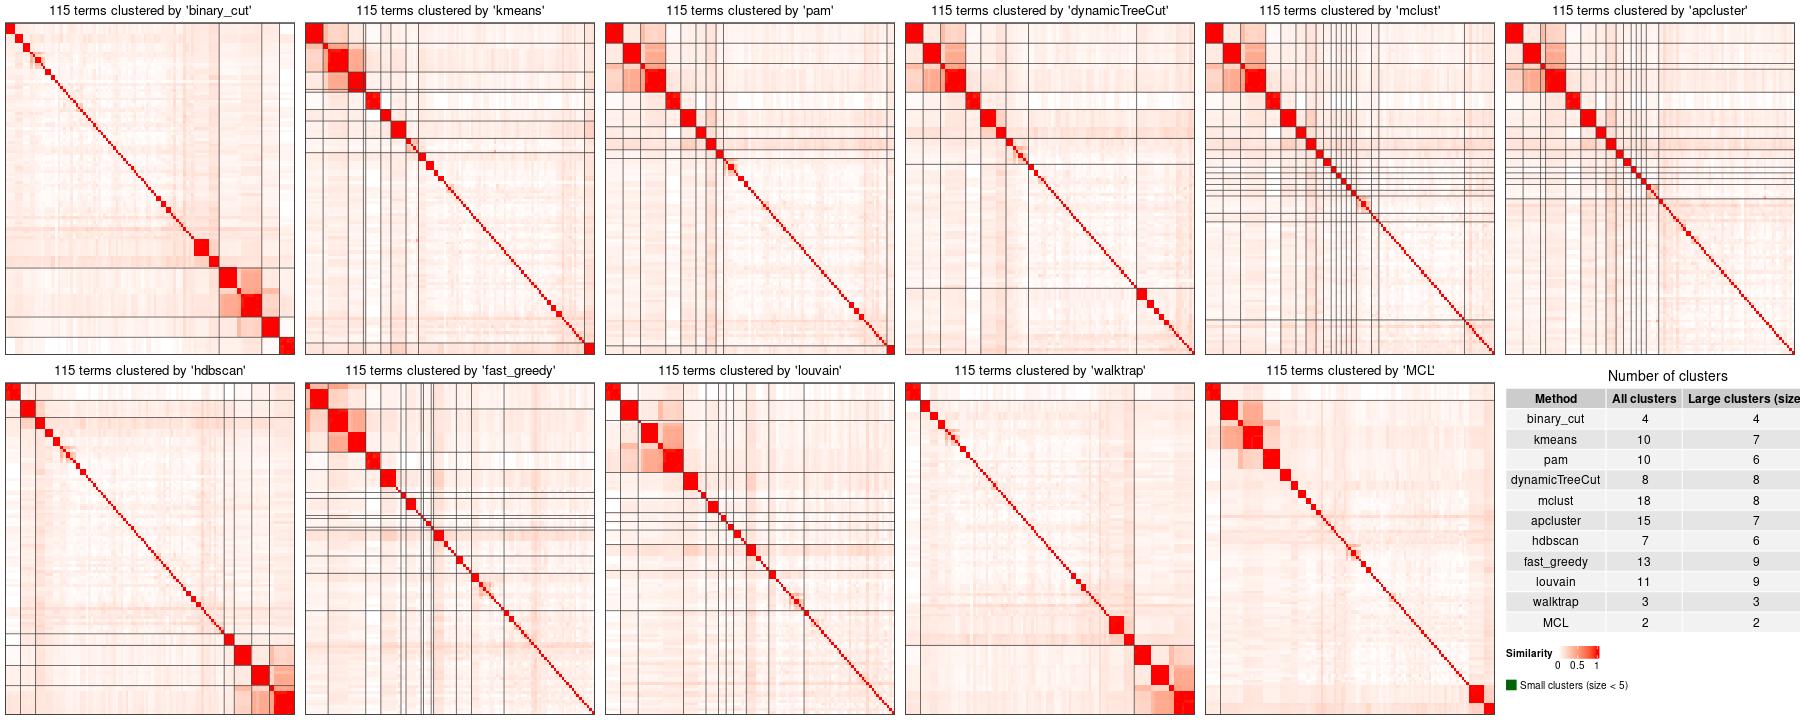 115 terms clustered by 'binary_cut'
115 terms clustered by 'kmeans'
115 terms clustered by 'pam'
115 terms clustered by 'dynamicTreeCut'
115 terms clustered by 'mclust'
115 terms clustered by 'apcluster'
115 terms clustered by 'hdbscan'
115 terms clustered by 'fast_greedy'
115 terms clustered by 'louvain'
115 terms clustered by 'walktrap'
115 terms clustered by 'MCL'
Number of clusters
Method All clusters Large clusters (size
binary_cut 4 4
kmeans 10 7
pam 10 6
dynamicTreeCut 8 8
mclust 18 8
apcluster 15 7
hdbscan 7 6
fast_greedy 13 9
louvain 11 9
walktrap 3 3
MCL 2 2
Similarity
0 0.5 1
Small clusters (size < 5)